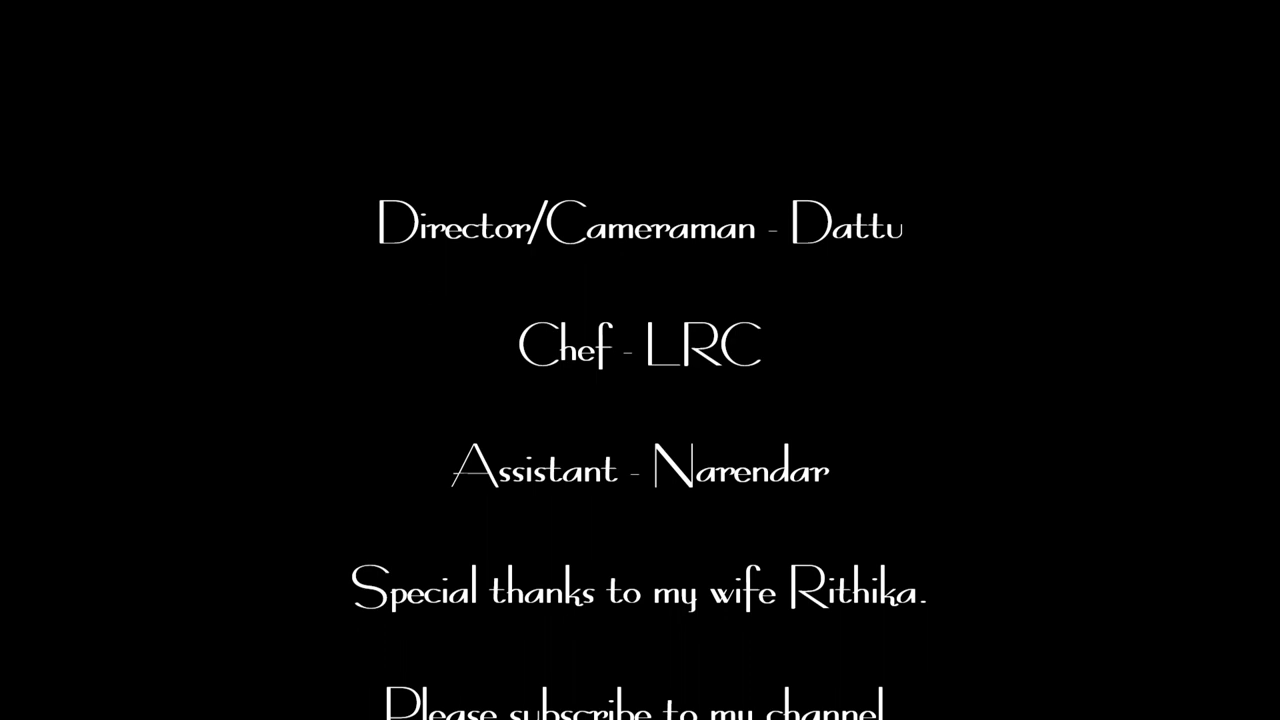 Director/Cameraman - Dattu
Chef - LRC
Assistant - Narendar
Special thanks to my wife Rithika.
Please subscribe to my channel